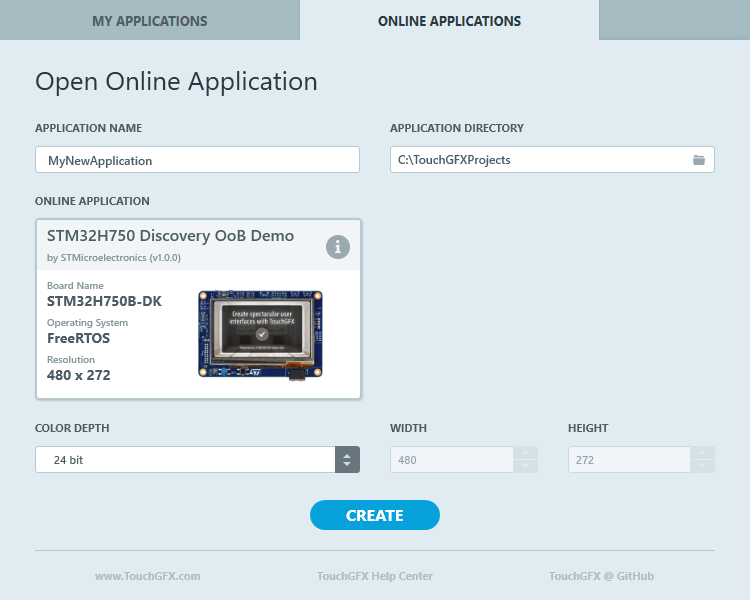 MY APPLICATIONS
ONLINE APPLICATIONS
Open Online Application
APPLICATION NAME
APPLICATION DIRECTORY
MyNewApplication
C:\TouchGFXProjects
ONLINE APPLICATION
STM32H750 Discovery OoB Demo
by STMicroelectronics (v1.0.0)
Board Name
STM32H750B-DK
Operating System
FreeRTOS
Resolution
480 x 272
Create spectacular user
interfaces with TouchGFX
COLOR DEPTH
WIDTH
HEIGHT
24 bit
480
272
CREATE
www.TouchGFX.com
TouchGFX Help Center
TouchGFX @ GitHub